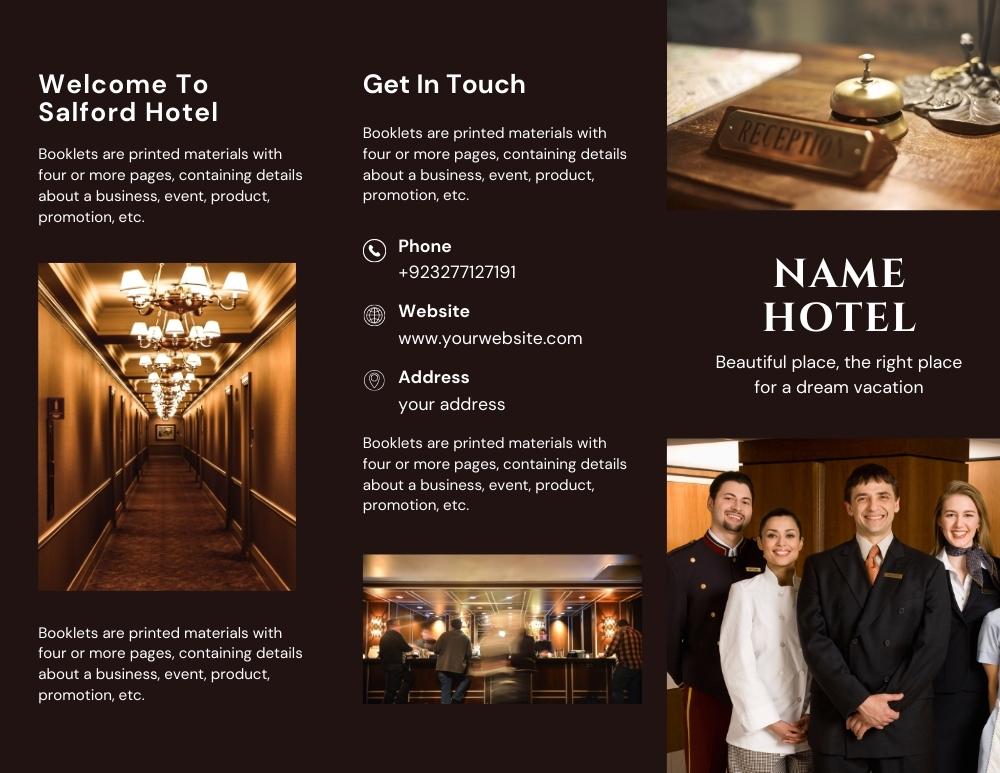 Welcome To
Salford Hotel
Booklets are printed materials with
four or more pages, containing details
about a business, event, product,
promotion, etc.
Booklets are printed materials with
four or more pages, containing details
about a business, event, product,
promotion, etc.
Get In Touch
Booklets are printed materials with
four or more pages, containing details
about a business, event, product,
promotion, etc.
Phone
+923277127191
Website
www.yourwebsite.com
Address
your address
Booklets are printed materials with
four or more pages, containing details
about a business, event, product,
promotion, etc.
RECEPTION
NAME
HOTEL
Beautiful place, the right place
for a dream vacation